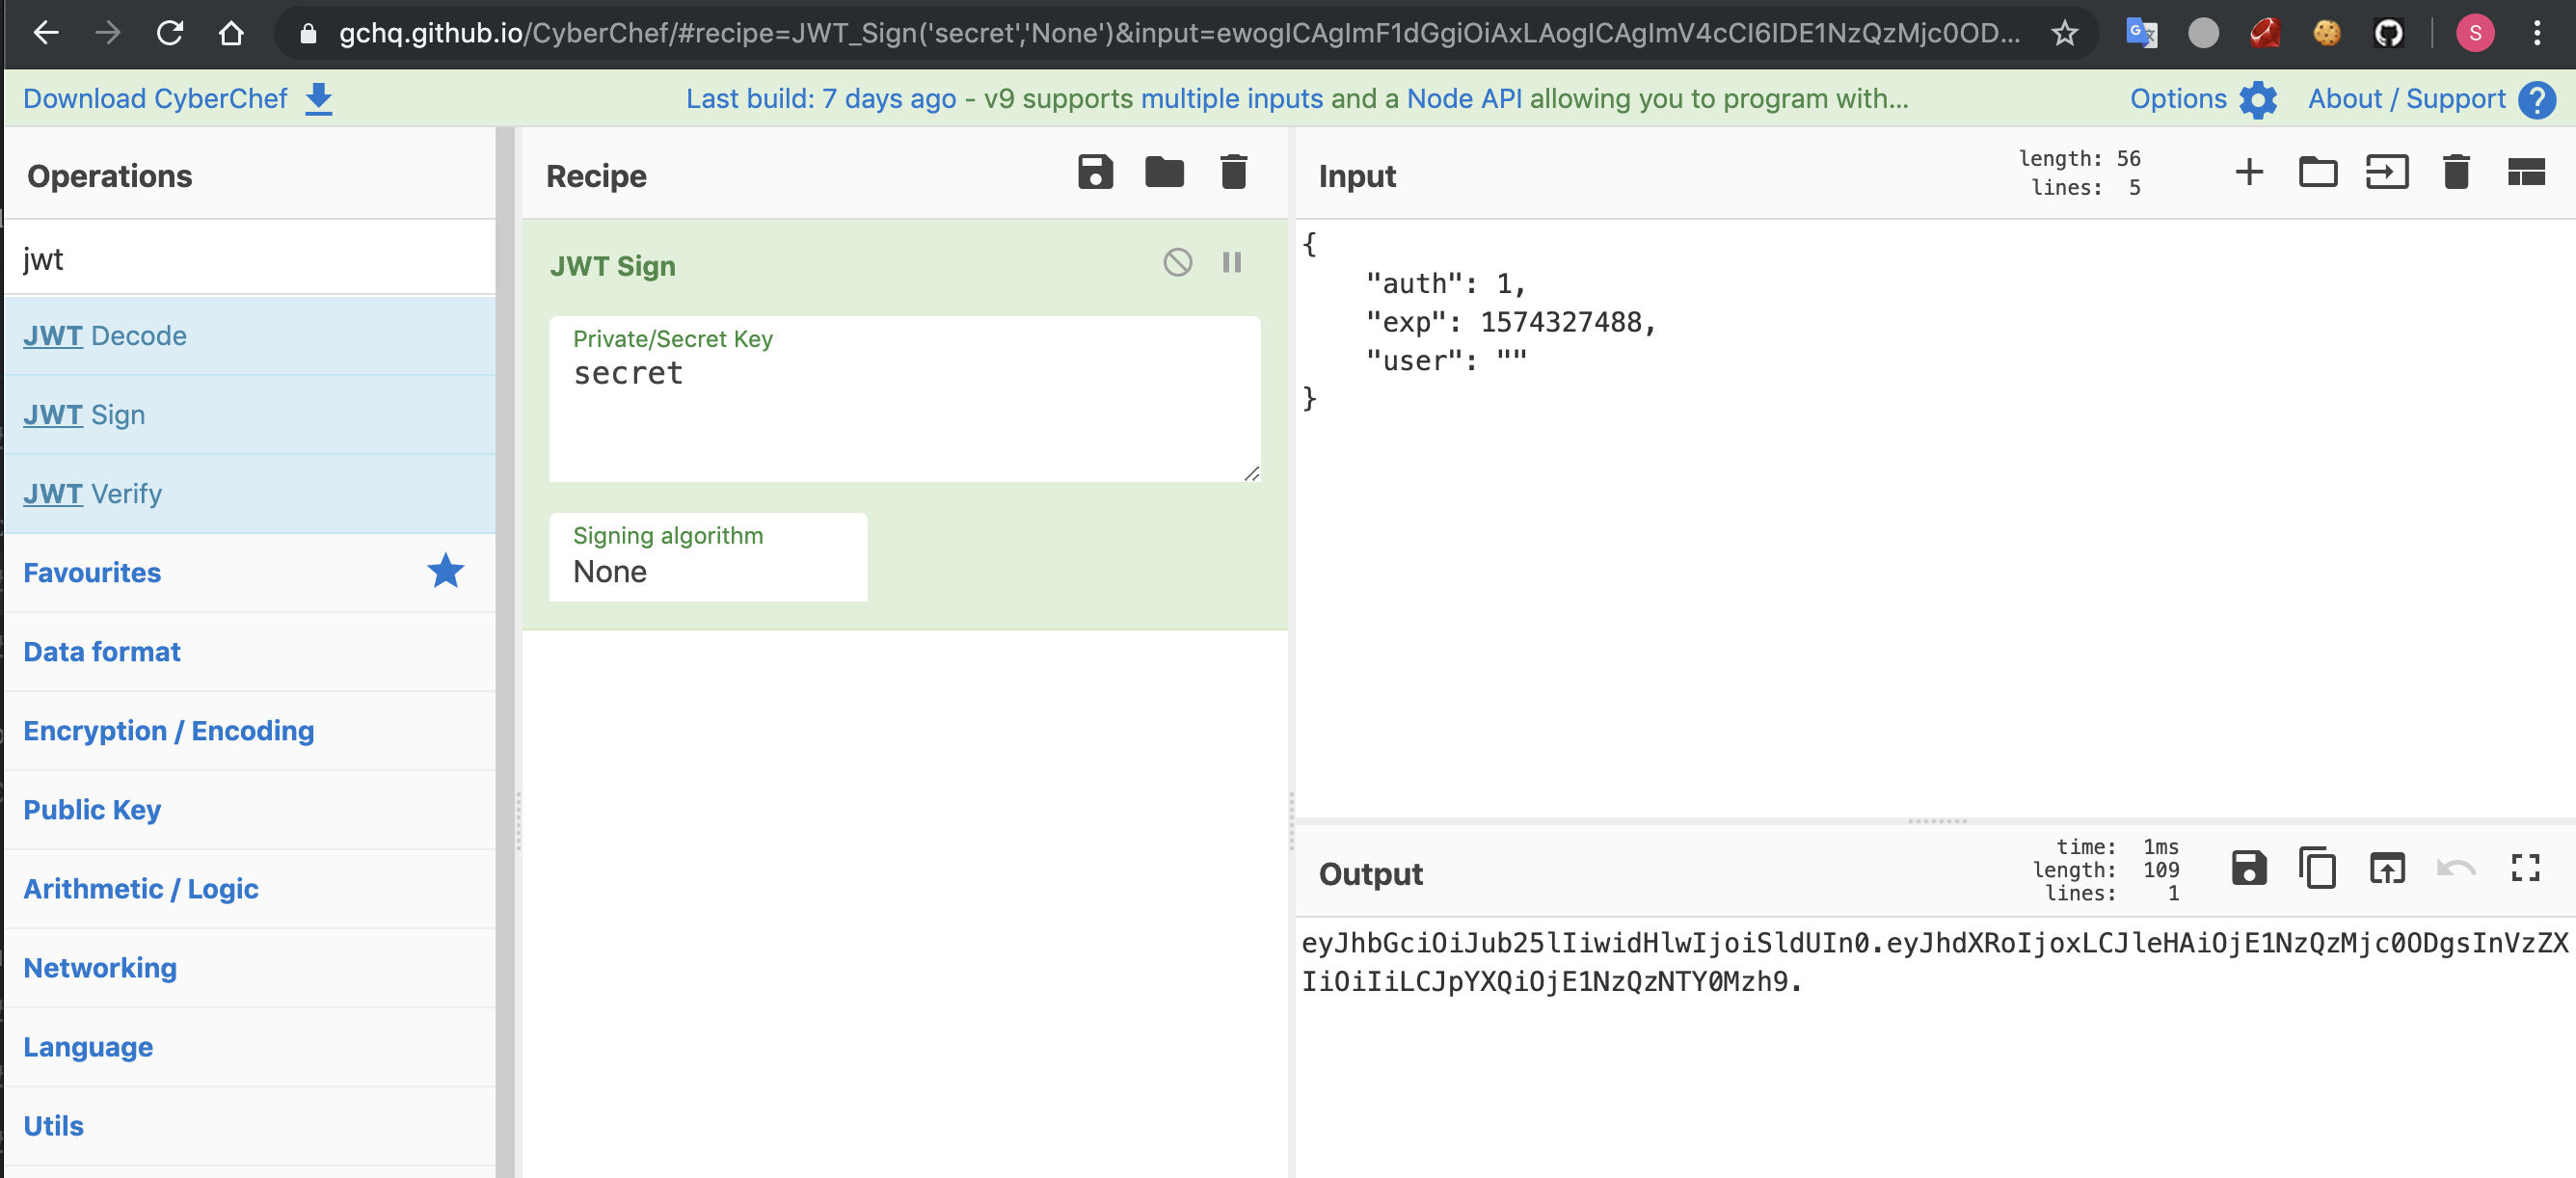 gchq.github.io/CyberChef/#recipe=JWT_Sign('secret','None')&input=ewogICAgImF1dGgiOiAxLAogICAgImV4cCI6IDE1NzQzMjc0OD...
S
Download CyberChef
Last build: 7 days ago - v9 supports multiple inputs and a Node API allowing you to program with...
Options
About / Support
Operations
jwt
JWT Decode
JWT Sign
JWT Verify
Favourites
Data format
Encryption / Encoding
Public Key
Arithmetic / Logic
Networking
Language
Utils
Recipe
JWT Sign
Private/Secret Key
secret
Signing algorithm
None
Input
length: 56
lines: 5
{
    "auth": 1,
    "exp": 1574327488,
    "user": ""
}
Output
time: 1ms
length: 109
lines: 1
eyJhbGciOiJub25lIiwidHlwIjoiSldUIn0.eyJhdXRoIjoxLCJleHAiOjE1NzQzMjc0ODgsInVzZX
IiOiIiLCJpYXQiOjE1NzQzNTY0Mzh9.